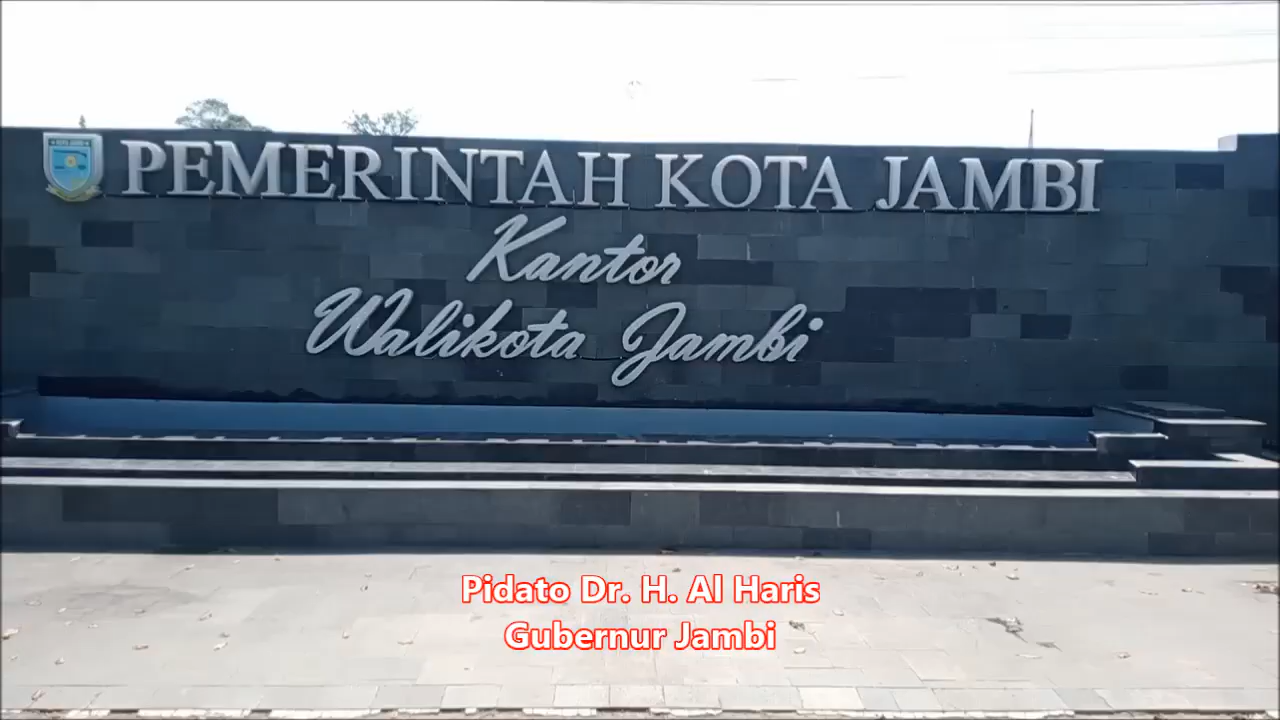 PEMERINTAH KOTA JAMBI
Kantor
Walikota Jambi
Pidato Dr. H. Al Haris
Gubernur Jambi